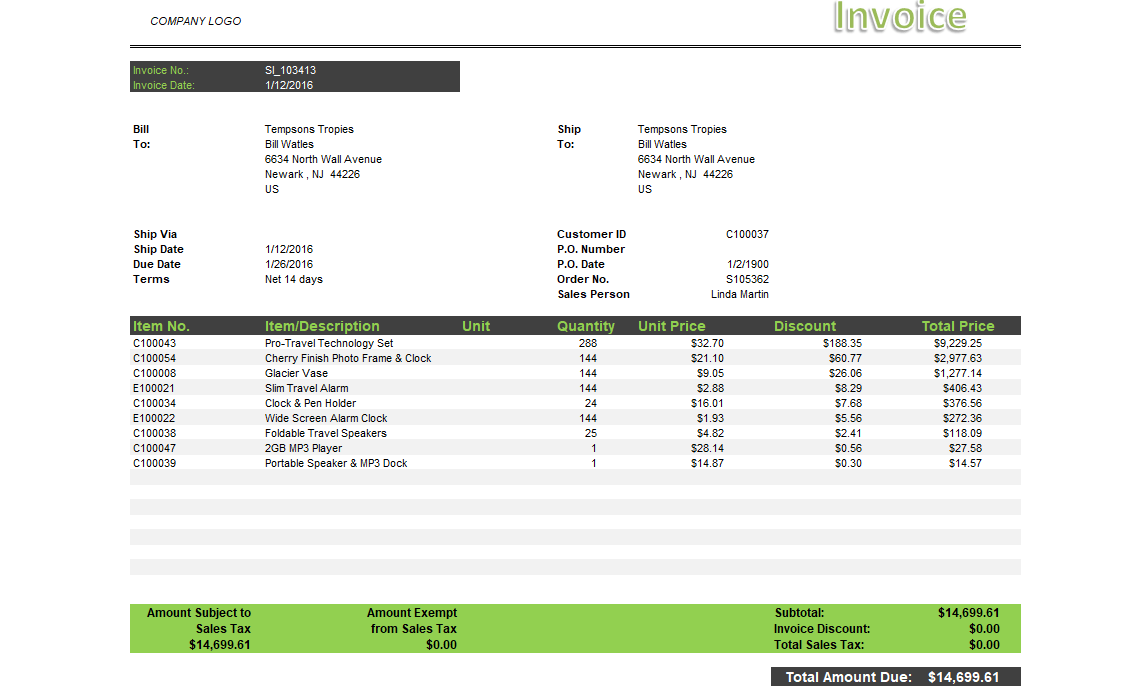 COMPANY LOGO
Invoice
Invoice No.: SI_103413
Invoice Date: 1/12/2016
Bill Tempsons Tropies Ship Tempsons Tropies
To: Bill Watles To: Bill Watles
6634 North Wall Avenue 6634 North Wall Avenue
Newark , NJ 44226 Newark , NJ 44226
US US
Ship Via Customer ID C100037
Ship Date 1/12/2016 P.O. Number
Due Date 1/26/2016 P.O. Date 1/2/1900
Terms Net 14 days Order No. S105362
Sales Person Linda Martin
Item No. Item/Description Unit Quantity Unit Price Discount Total Price
C100043 Pro-Travel Technology Set 288 $32.70 $188.35 $9,229.25
C100054 Cherry Finish Photo Frame & Clock 144 $21.10 $60.77 $2,977.63
C100008 Glacier Vase 144 $9.05 $26.06 $1,277.14
E100021 Slim Travel Alarm 144 $2.88 $8.29 $406.43
C100034 Clock & Pen Holder 24 $16.01 $7.68 $376.56
E100022 Wide Screen Alarm Clock 144 $1.93 $5.56 $272.36
C100038 Foldable Travel Speakers 25 $4.82 $2.41 $118.09
C100047 2GB MP3 Player 1 $28.14 $0.56 $27.58
C100039 Portable Speaker & MP3 Dock 1 $14.87 $0.30 $14.57
Amount Subject to Amount Exempt Subtotal: $14,699.61
Sales Tax from Sales Tax Invoice Discount: $0.00
$14,699.61 $0.00 Total Sales Tax: $0.00
Total Amount Due: $14,699.61